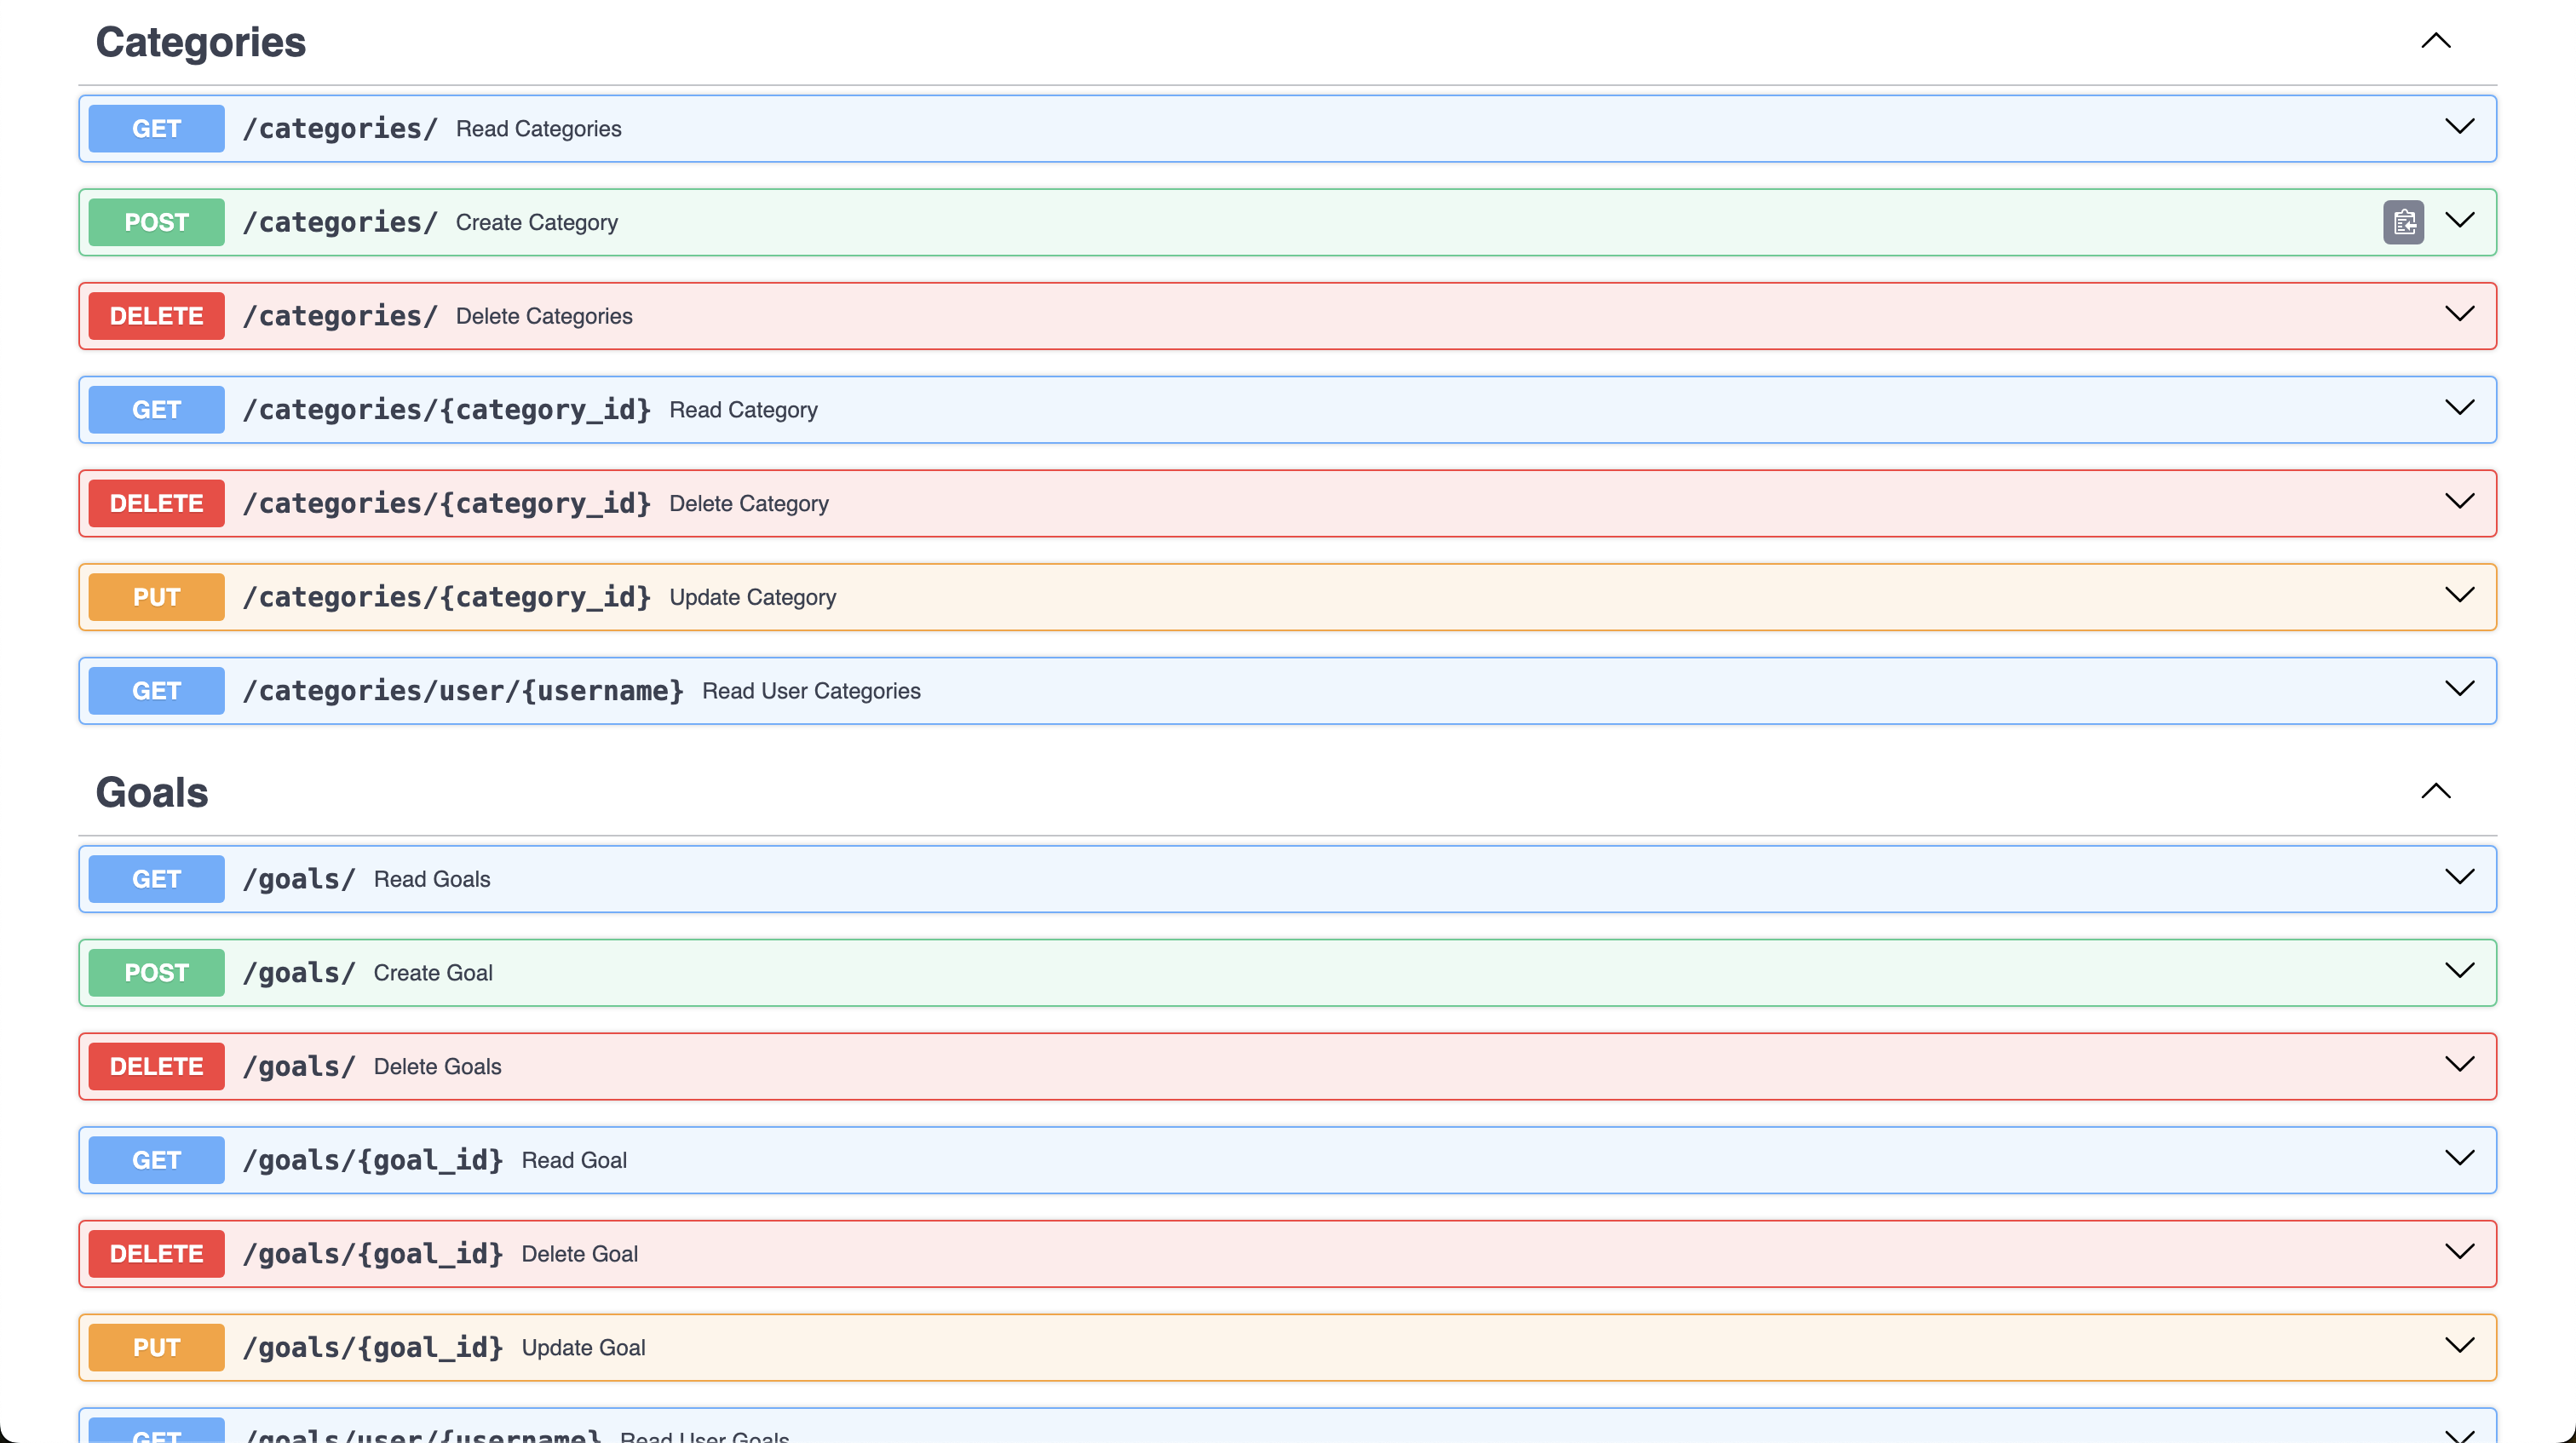 Categories
GET /categories/ Read Categories
POST /categories/ Create Category
DELETE /categories/ Delete Categories
GET /categories/{category_id} Read Category
DELETE /categories/{category_id} Delete Category
PUT /categories/{category_id} Update Category
GET /categories/user/{username} Read User Categories
Goals
GET /goals/ Read Goals
POST /goals/ Create Goal
DELETE /goals/ Delete Goals
GET /goals/{goal_id} Read Goal
DELETE /goals/{goal_id} Delete Goal
PUT /goals/{goal_id} Update Goal
GET /goals/user/{username} Read User Goals